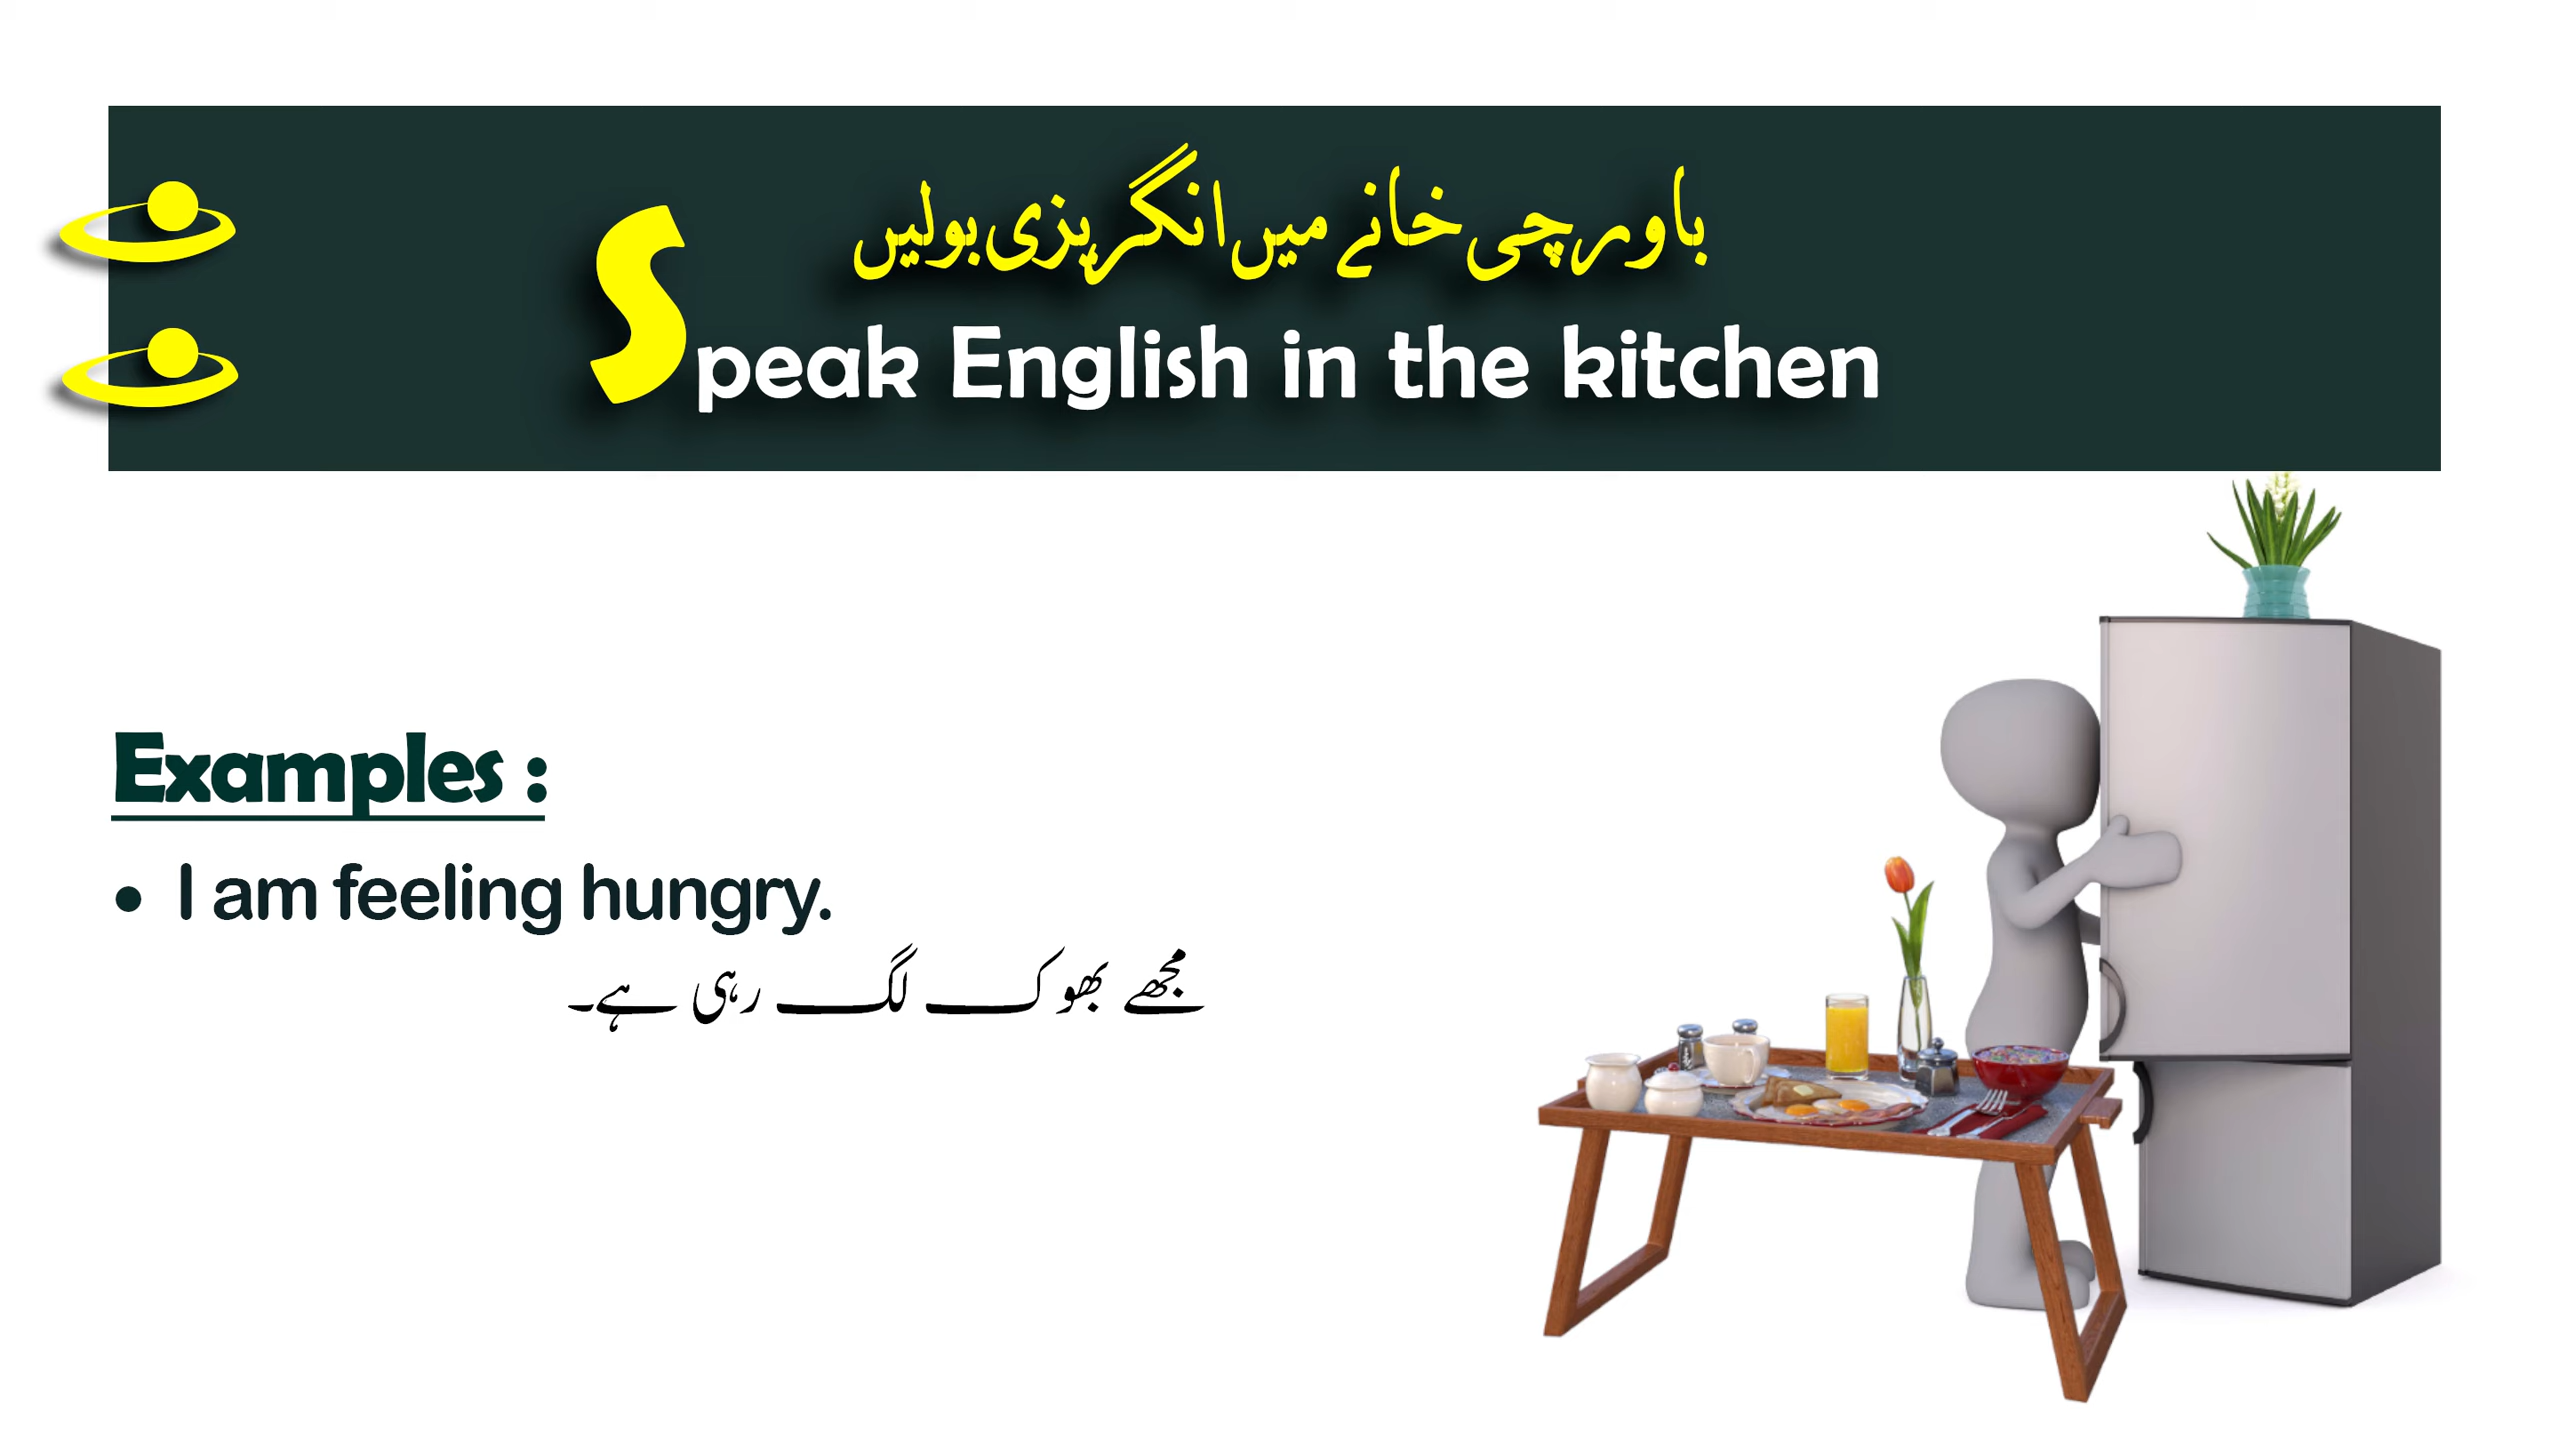 باورچی خانے میں انگریزی بولیں
Speak English in the kitchen
Examples :
• I am feeling hungry.
مجھے بھوک لگ رہی ہے۔